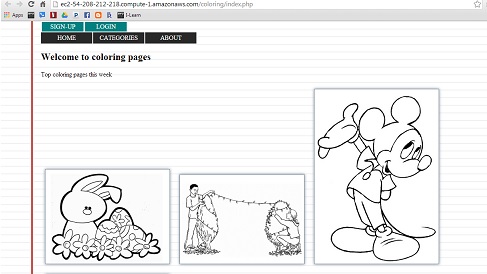 ec2-54-208-212-218.compute-1.amazonaws.com/coloring/index.php
Apps
I-Learn
SIGN-UP LOGIN
HOME CATEGORIES ABOUT
Welcome to coloring pages
Top coloring pages this week